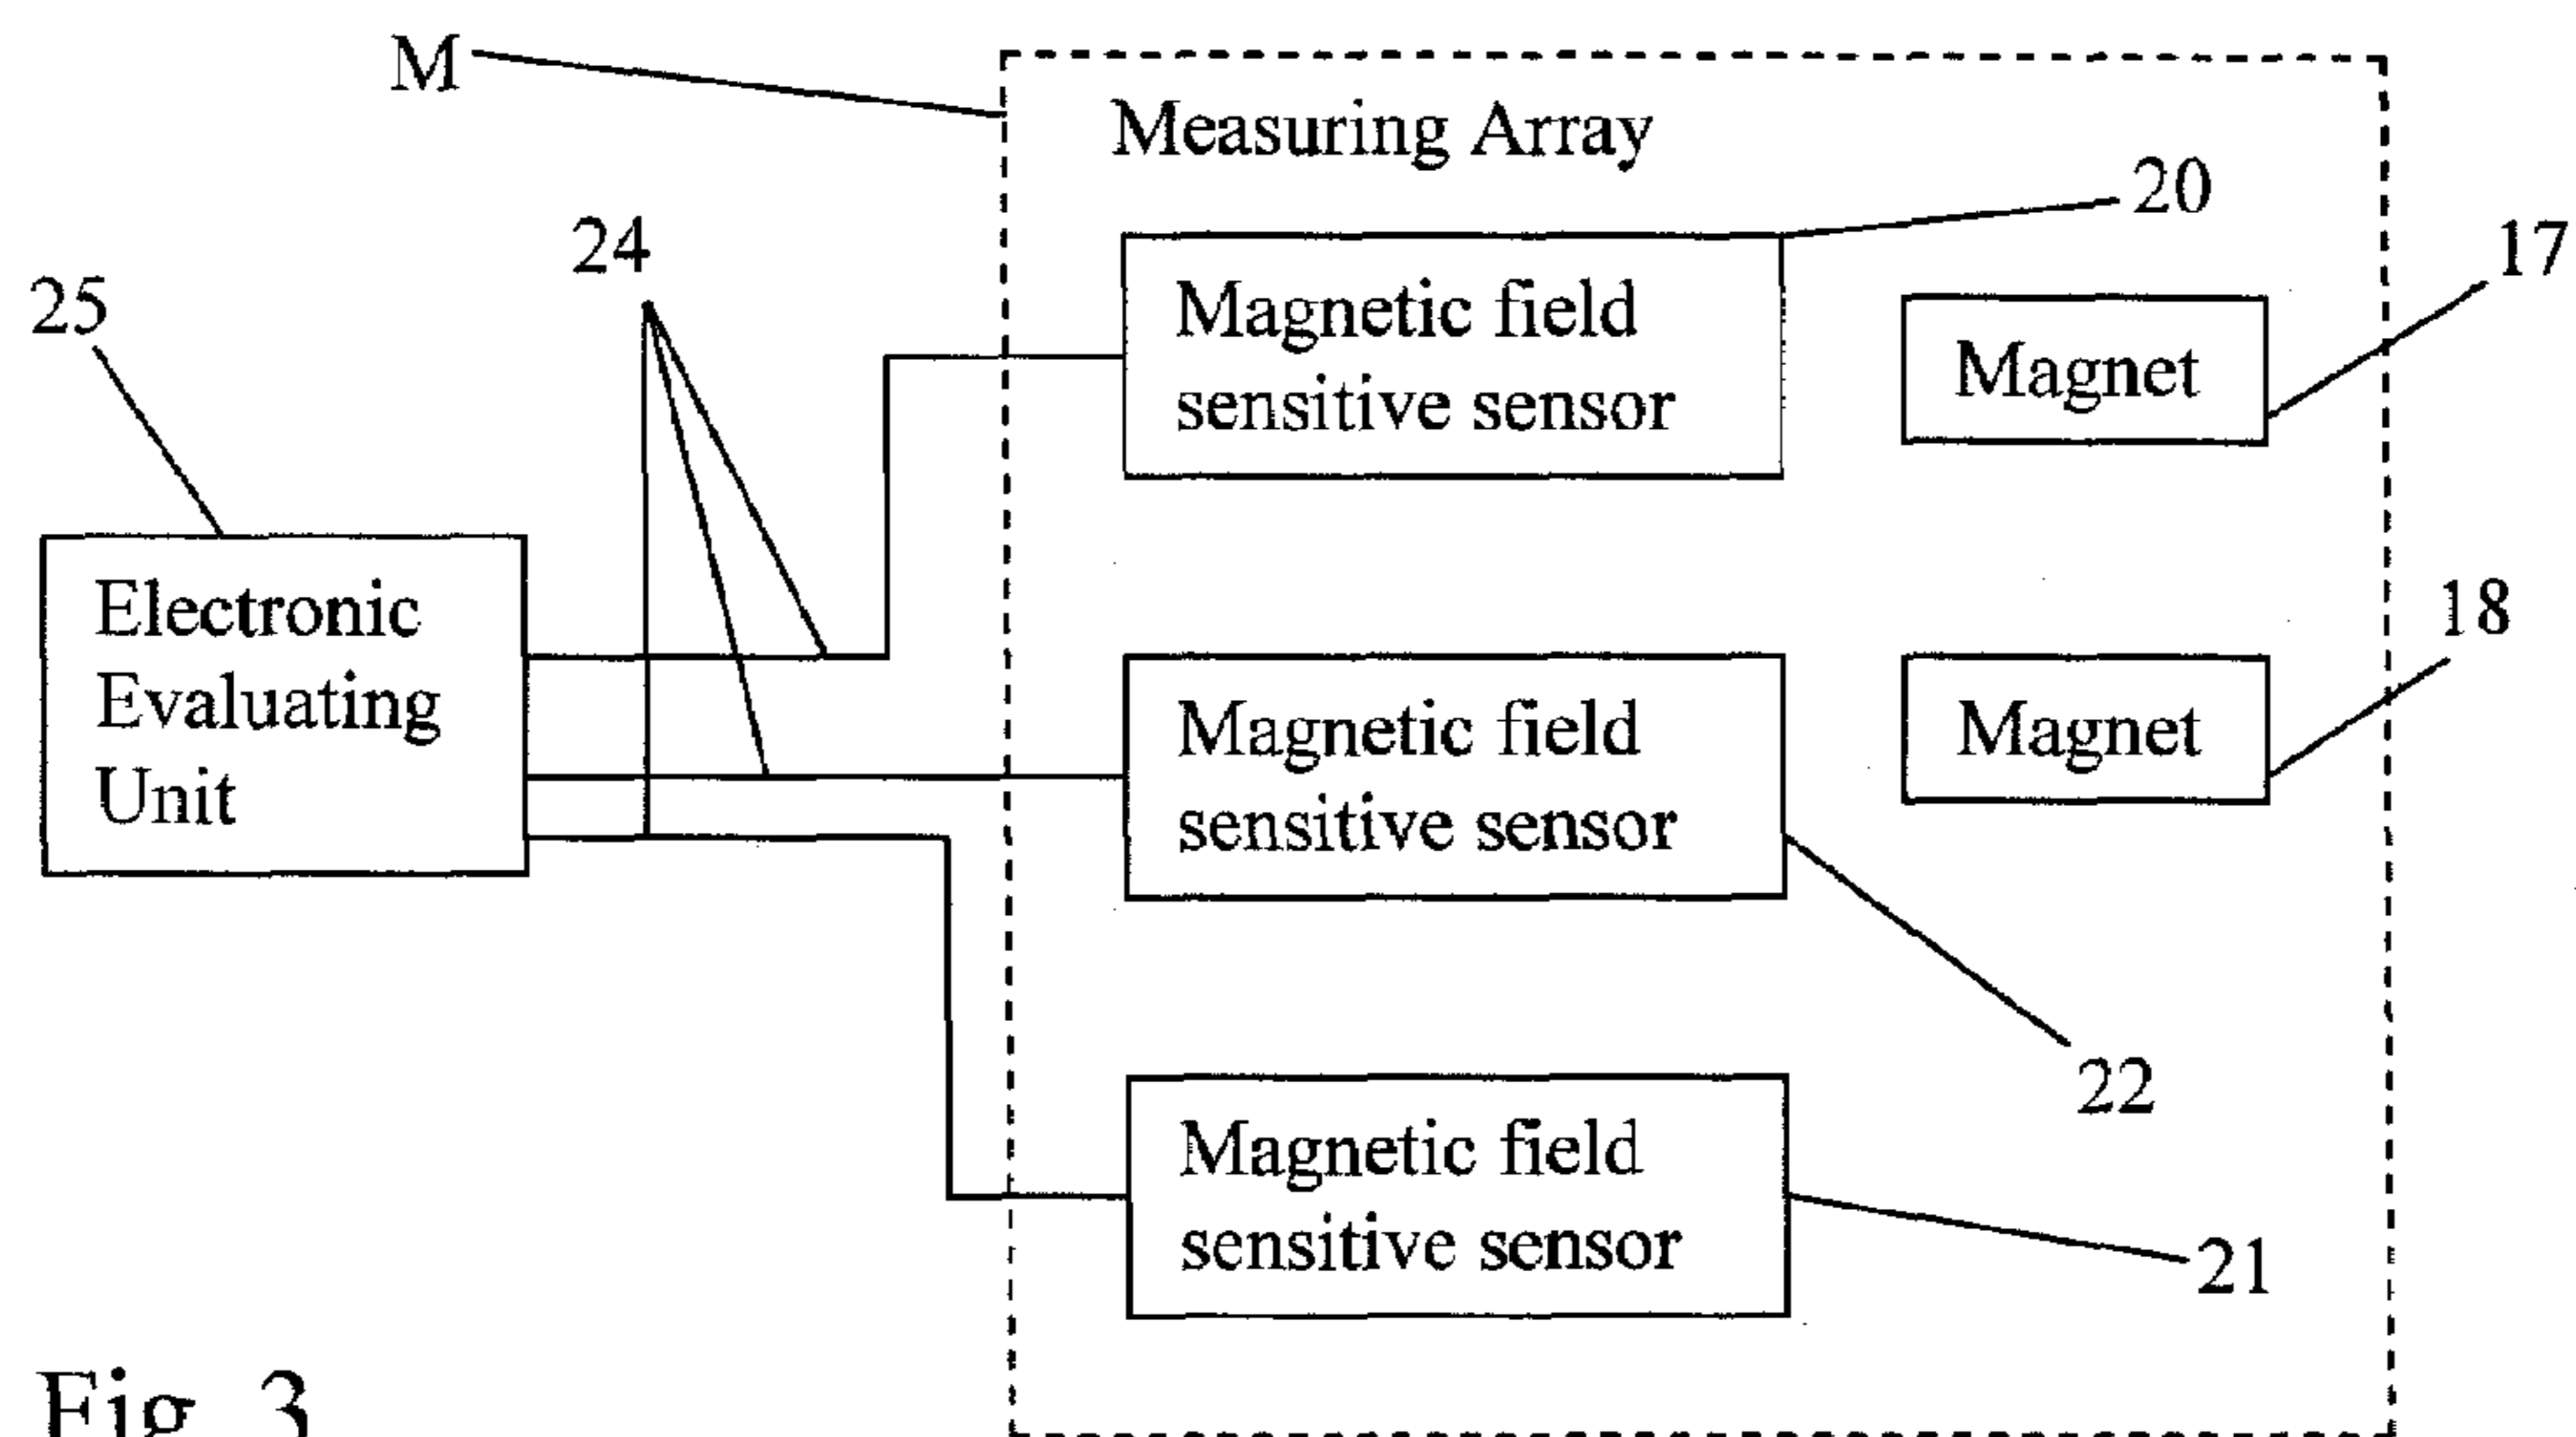 M
Measuring Array
20
17
24
25
Magnetic field
sensitive sensor
Magnet
18
Electronic
Evaluating
Unit
Magnetic field
sensitive sensor
Magnet
22
Magnetic field
sensitive sensor
21
Fig. 3